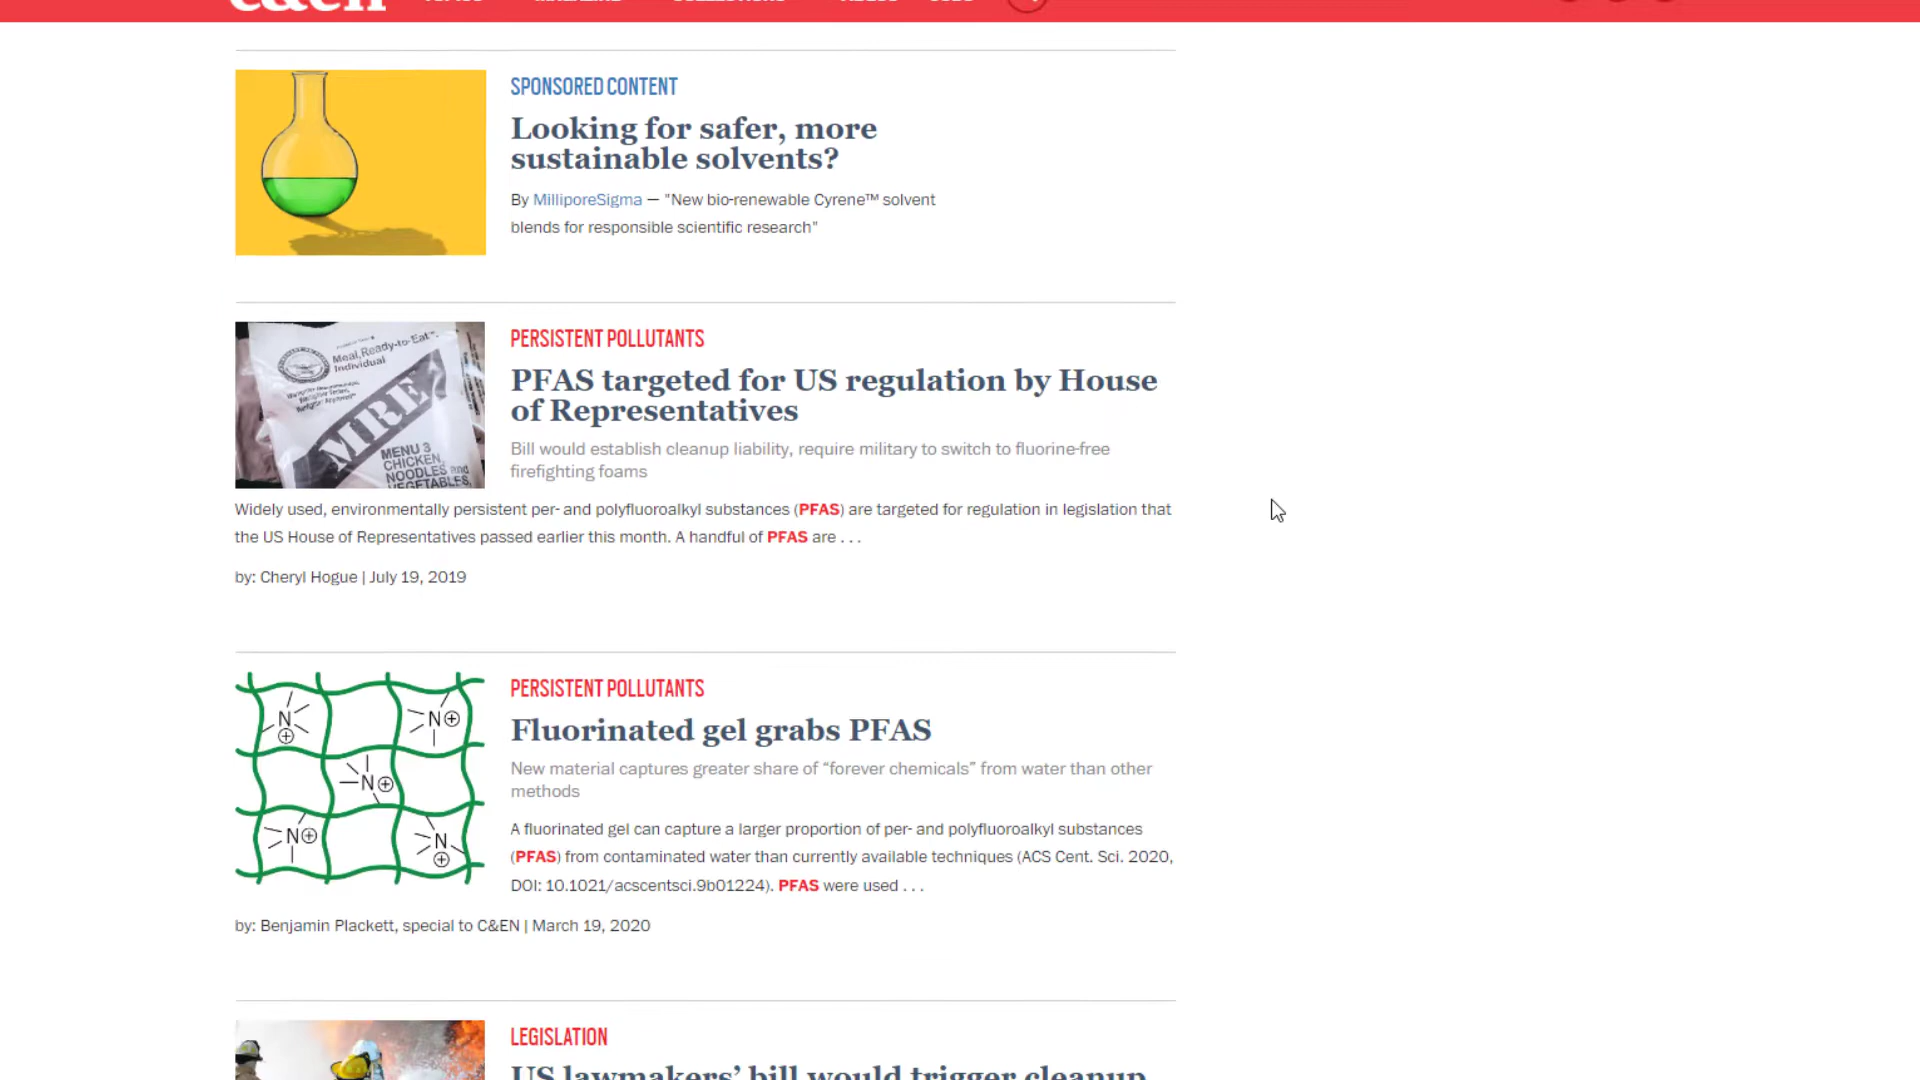 c&en
SPONSORED CONTENT
Looking for safer, more
sustainable solvents?
By MilliporeSigma — "New bio-renewable Cyrene™ solvent
blends for responsible scientific research"
Meal, Ready-to-Eat™
Individual
MRE
MENU 3
CHICKEN,
NOODLES and
VEGETABLES,
PERSISTENT POLLUTANTS
PFAS targeted for US regulation by House
of Representatives
Bill would establish cleanup liability, require military to switch to fluorine-free
firefighting foams
Widely used, environmentally persistent per- and polyfluoroalkyl substances (PFAS) are targeted for regulation in legislation that
the US House of Representatives passed earlier this month. A handful of PFAS are . . .
by: Cheryl Hogue | July 19, 2019
N
⊕
N⊕
N⊕
N⊕
N
⊕
PERSISTENT POLLUTANTS
Fluorinated gel grabs PFAS
New material captures greater share of “forever chemicals” from water than other
methods
A fluorinated gel can capture a larger proportion of per- and polyfluoroalkyl substances
(PFAS) from contaminated water than currently available techniques (ACS Cent. Sci. 2020,
DOI: 10.1021/acscentsci.9b01224). PFAS were used . . .
by: Benjamin Plackett, special to C&EN | March 19, 2020
LEGISLATION
US lawmakers’ bill would trigger cleanup